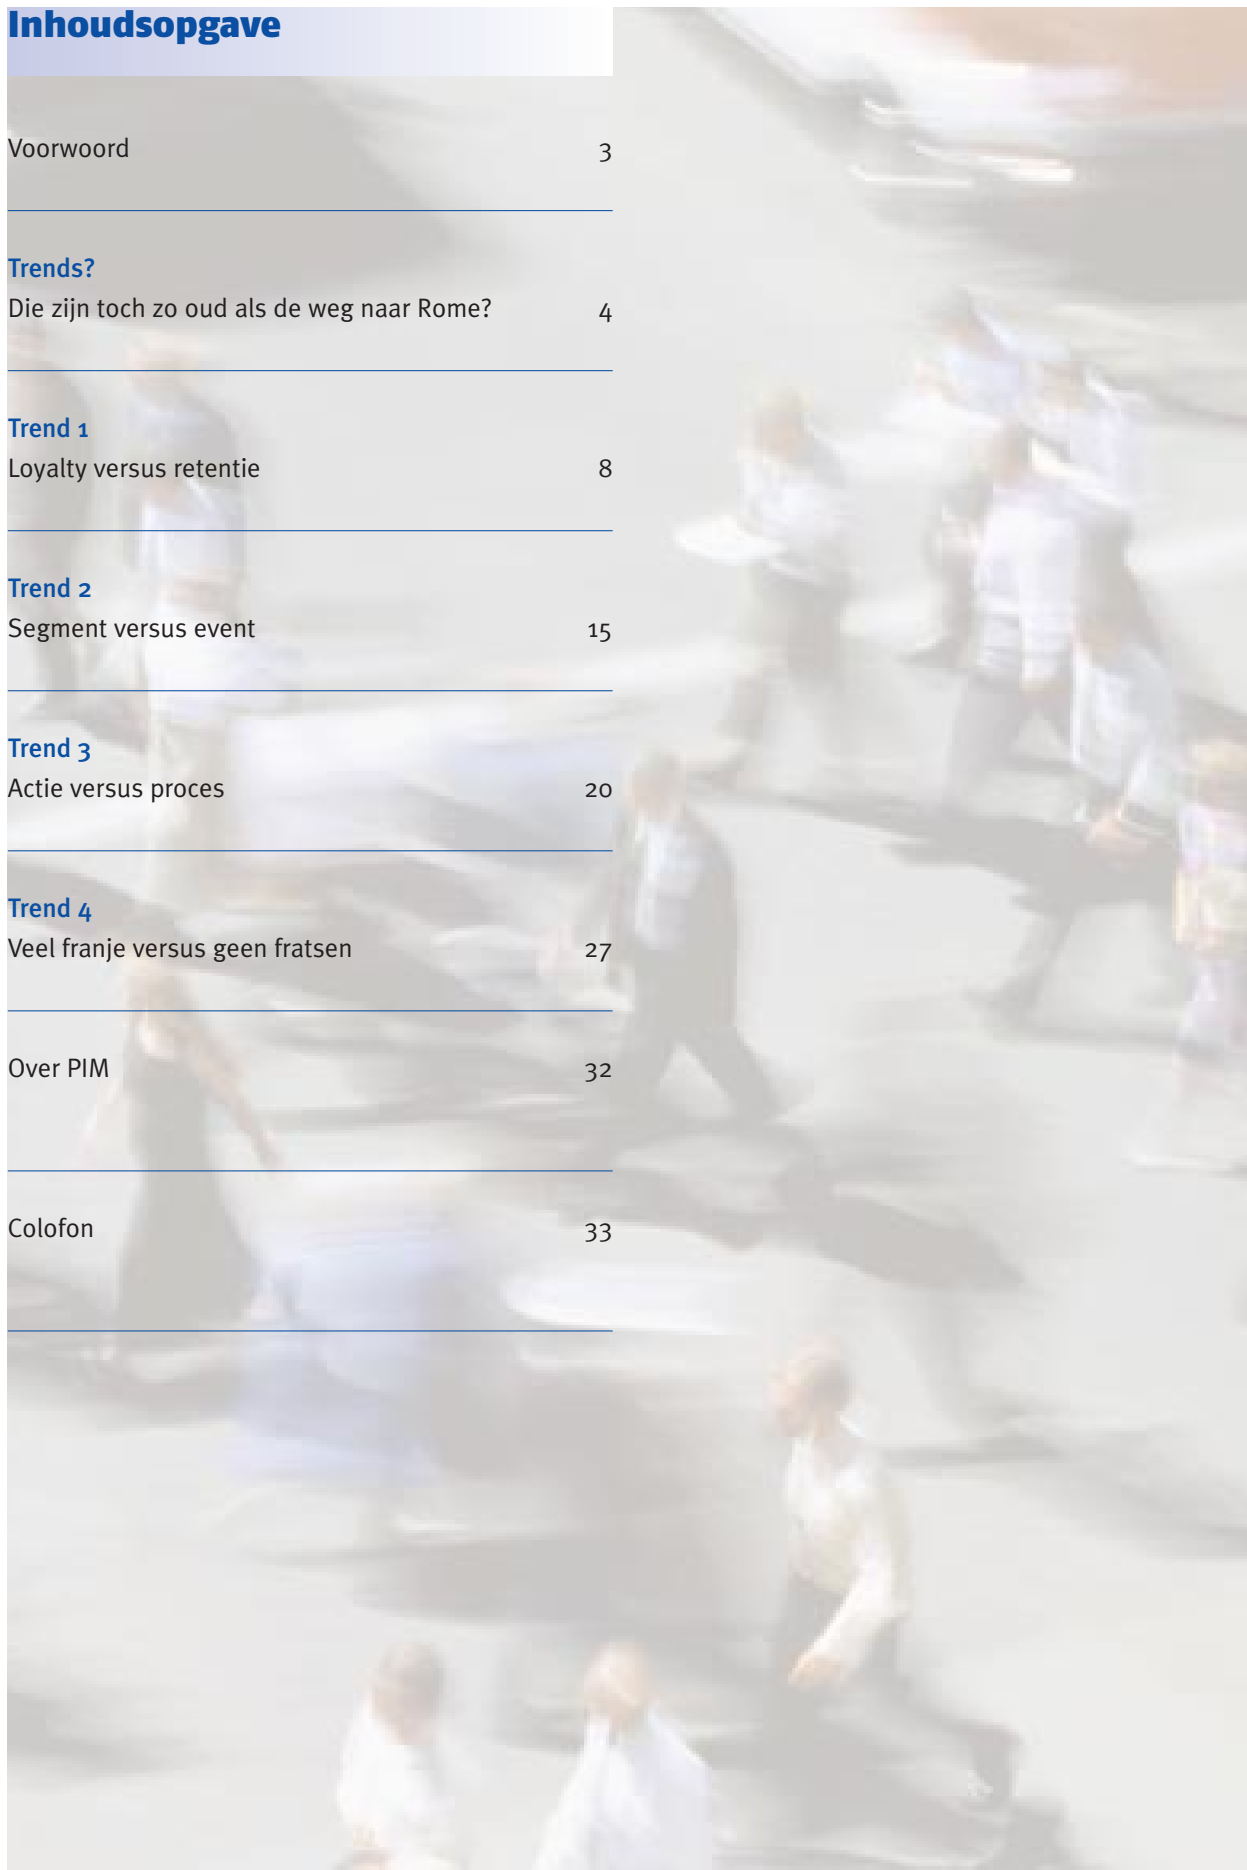 Inhoudsopgave
Voorwoord 3
Trends?
Die zijn toch zo oud als de weg naar Rome? 4
Trend 1
Loyalty versus retentie 8
Trend 2
Segment versus event 15
Trend 3
Actie versus proces 20
Trend 4
Veel franje versus geen fratsen 27
Over PIM 32
Colofon 33